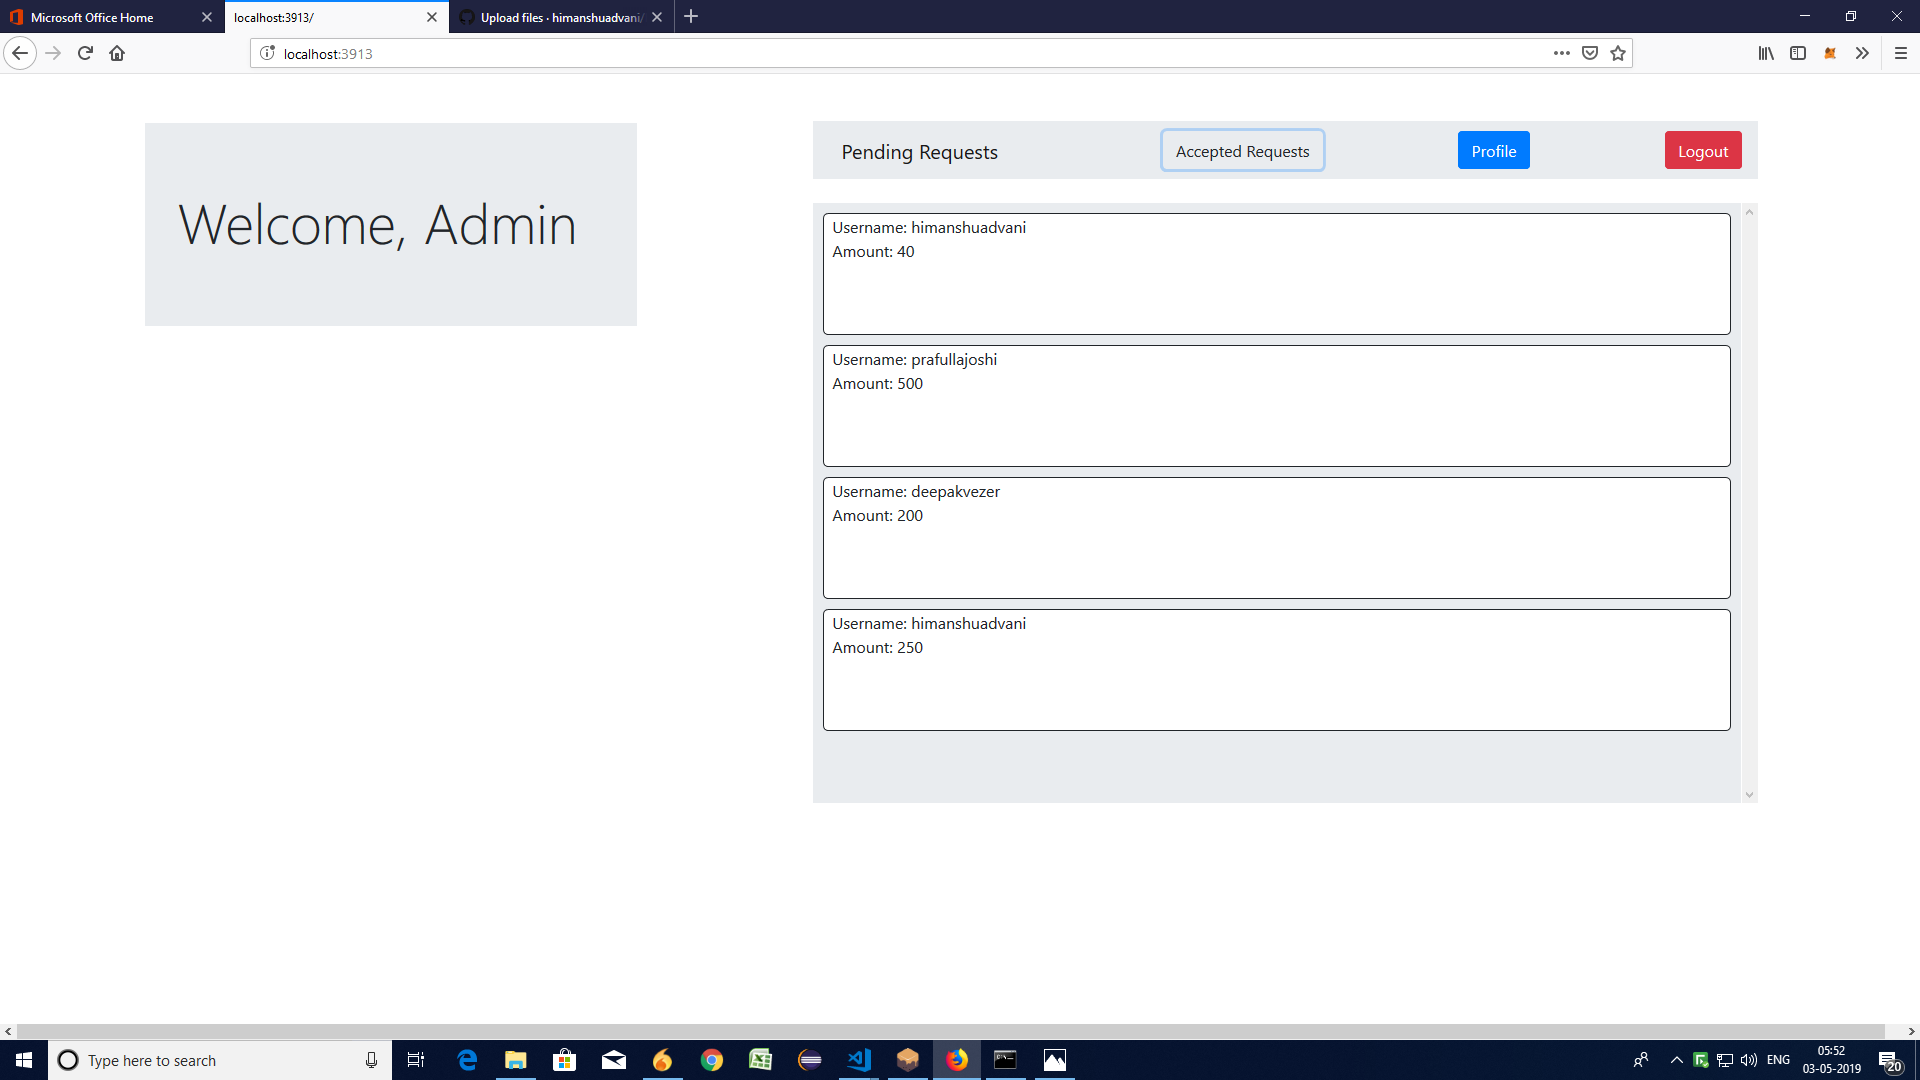 Microsoft Office Home
localhost:3913/
Upload files · himanshuadvani/
localhost:3913
Welcome, Admin
Pending Requests
Accepted Requests
Profile
Logout
Username: himanshuadvani
Amount: 40
Username: prafullajoshi
Amount: 500
Username: deepakvezer
Amount: 200
Username: himanshuadvani
Amount: 250
Type here to search
ENG
05:52
03-05-2019
20